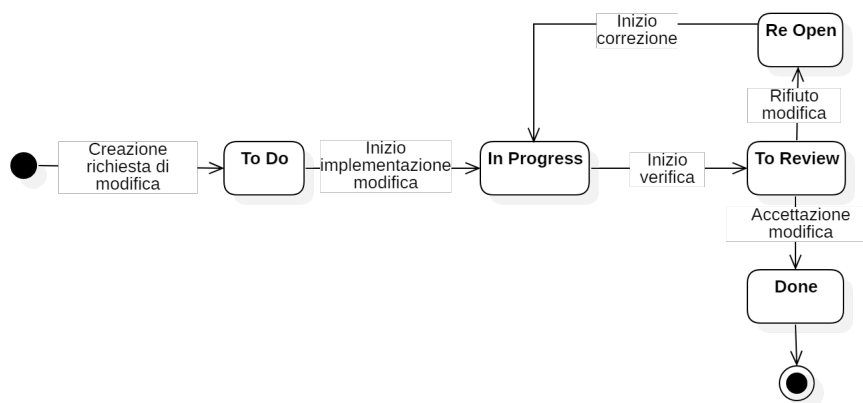 Inizio
correzione
Re Open
Rifiuto
modifica
Creazione
richiesta di
modifica
To Do
Inizio
implementazione
modifica
In Progress
Inizio
verifica
To Review
Accettazione
modifica
Done